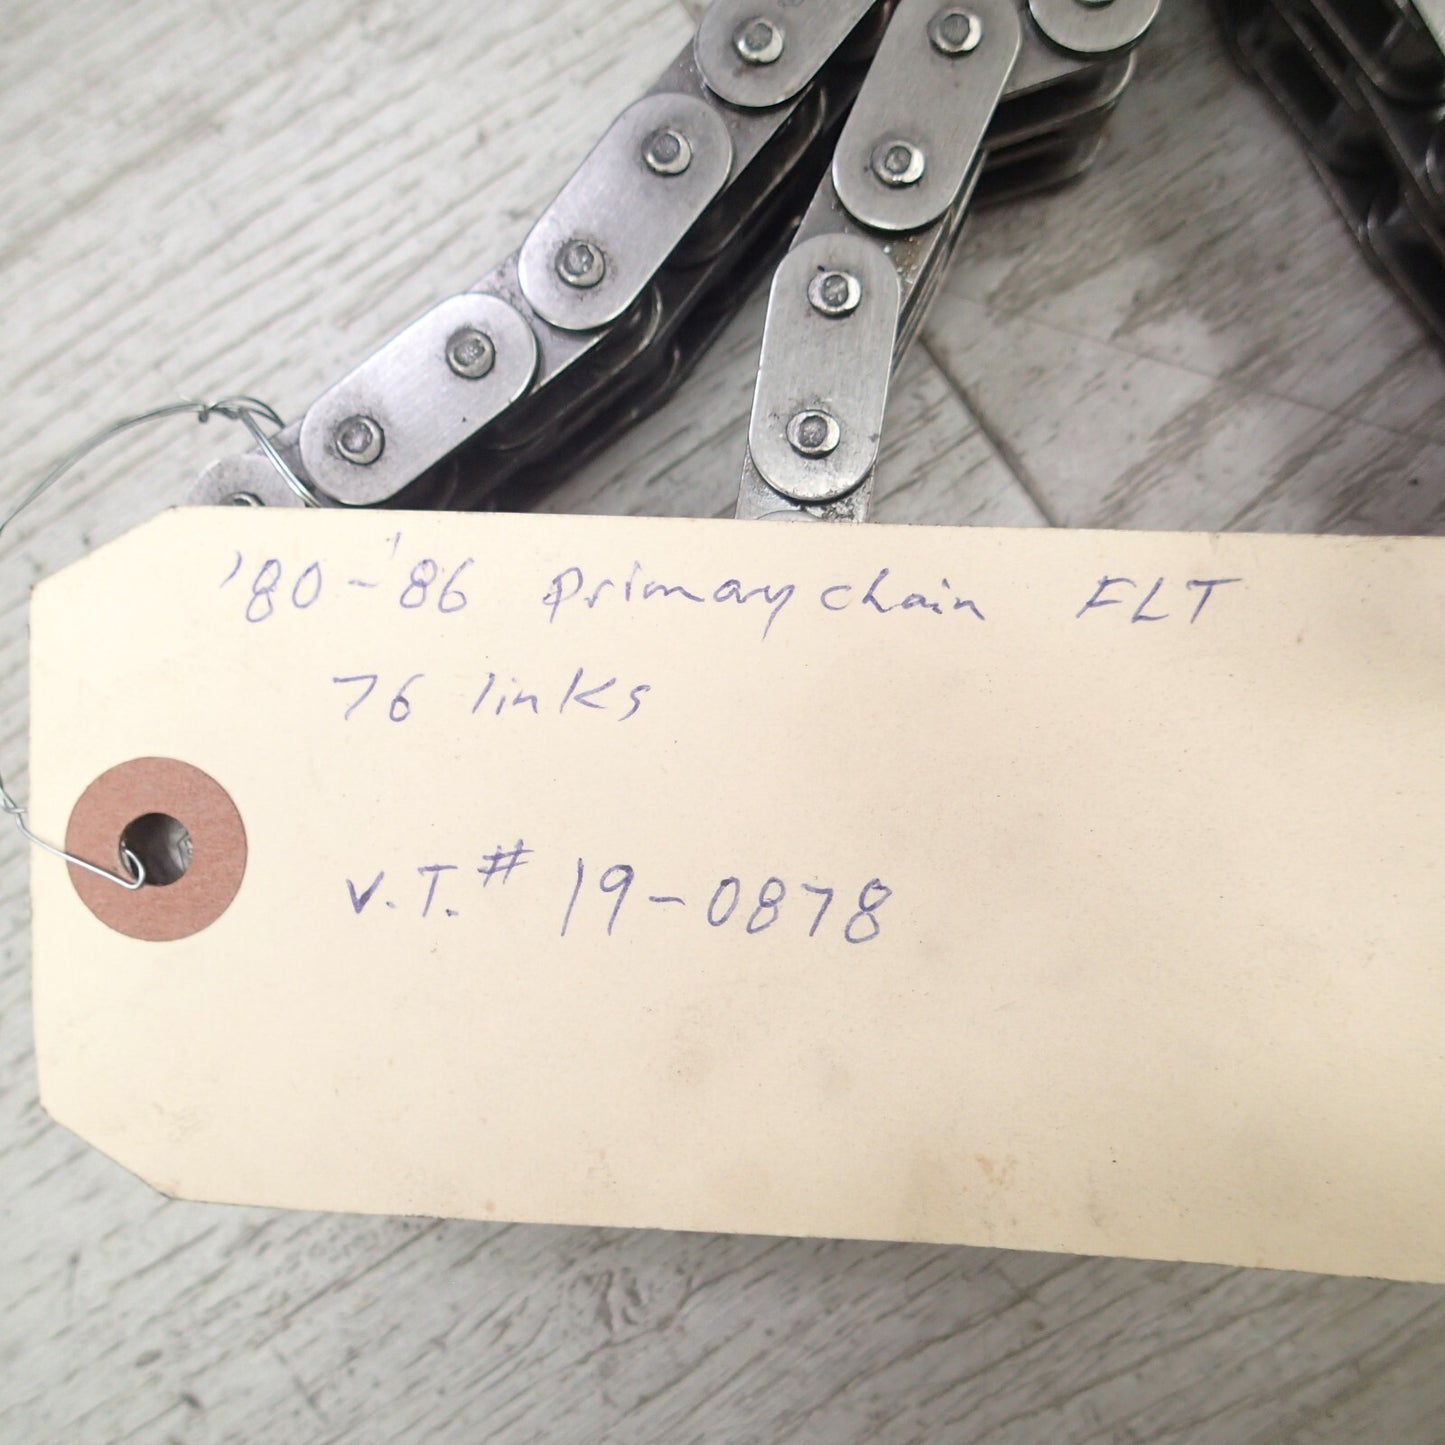 '80-'86 primary chain FLT
76 links
V.T.# 19-0878